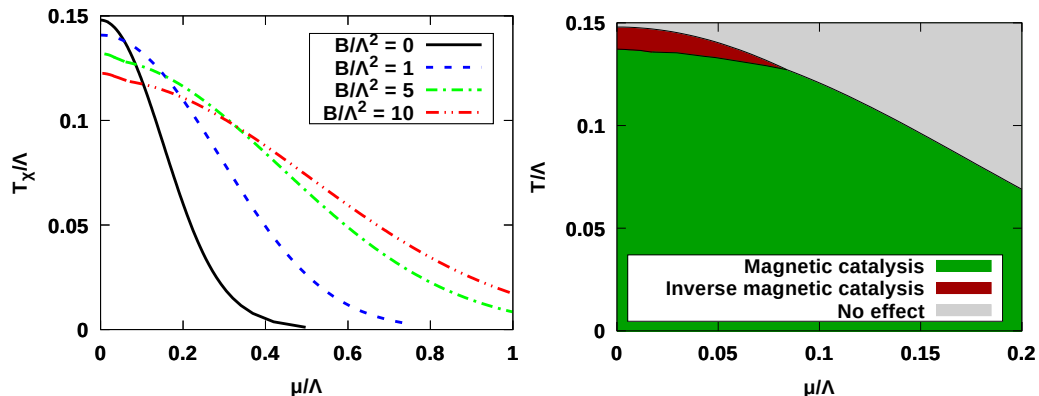 0.15
0.1
0.05
0
T_χ/Λ
B/Λ² = 0
B/Λ² = 1
B/Λ² = 5
B/Λ² = 10
0 0.2 0.4 0.6 0.8 1
μ/Λ
0.15
0.1
0.05
0
T/Λ
Magnetic catalysis
Inverse magnetic catalysis
No effect
0 0.05 0.1 0.15 0.2
μ/Λ